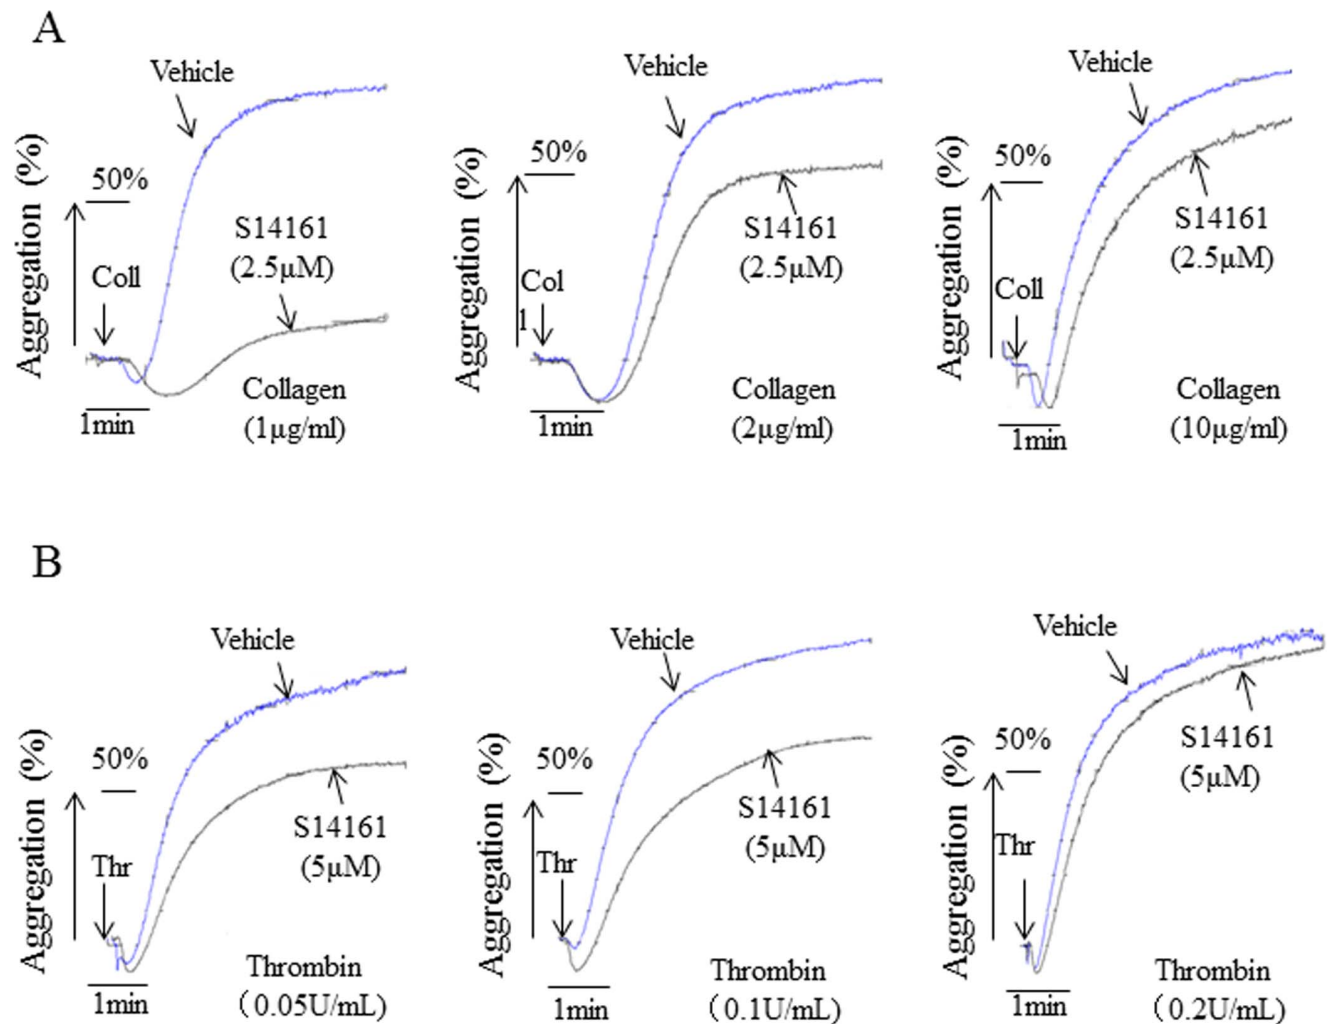 A
Aggregation (%)
50%
Vehicle
Coll
S14161
(2.5μM)
1min
Collagen
(1μg/ml)
Aggregation (%)
50%
Vehicle
Col
l
S14161
(2.5μM)
1min
Collagen
(2μg/ml)
Aggregation (%)
50%
Vehicle
Coll
S14161
(2.5μM)
1min
Collagen
(10μg/ml)
B
Aggregation (%)
50%
Vehicle
Thr
S14161
(5μM)
1min
Thrombin
(0.05U/mL)
Aggregation (%)
50%
Vehicle
Thr
S14161
(5μM)
1min
Thrombin
(0.1U/mL)
Aggregation (%)
50%
Vehicle
Thr
S14161
(5μM)
1min
Thrombin
(0.2U/mL)